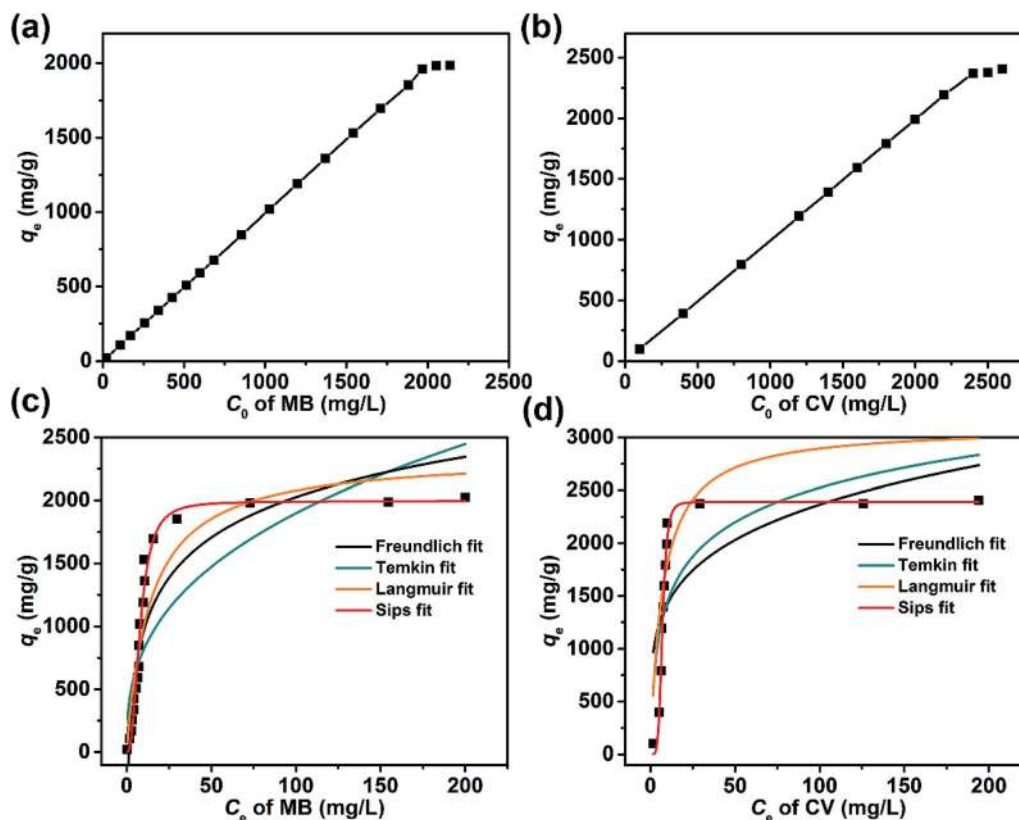 (a)
2000
1500
1000
500
0
qe (mg/g)
0 500 1000 1500 2000 2500
C0 of MB (mg/L)
(b)
2500
2000
1500
1000
500
0
qe (mg/g)
0 500 1000 1500 2000 2500
C0 of CV (mg/L)
(c)
2500
2000
1500
1000
500
0
qe (mg/g)
Freundlich fit
Temkin fit
Langmuir fit
Sips fit
0 50 100 150 200
Ce of MB (mg/L)
(d)
3000
2500
2000
1500
1000
500
0
qe (mg/g)
Freundlich fit
Temkin fit
Langmuir fit
Sips fit
0 50 100 150 200
Ce of CV (mg/L)